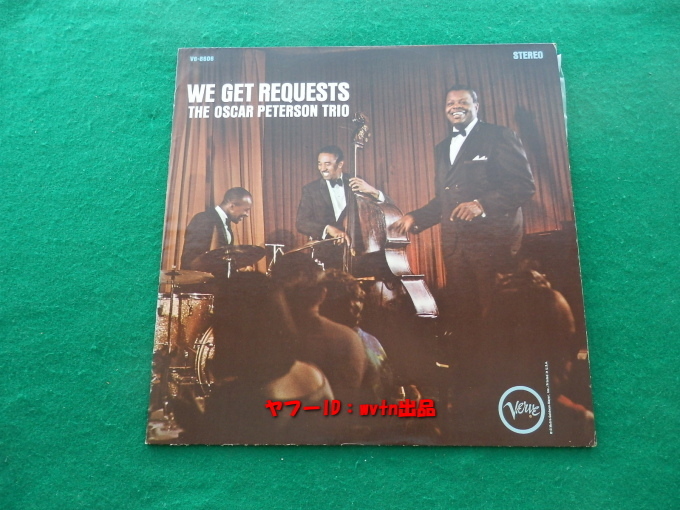 V6-8606
STEREO
WE GET REQUESTS
THE OSCAR PETERSON TRIO
ヤフーID：mvtn出品
Verve